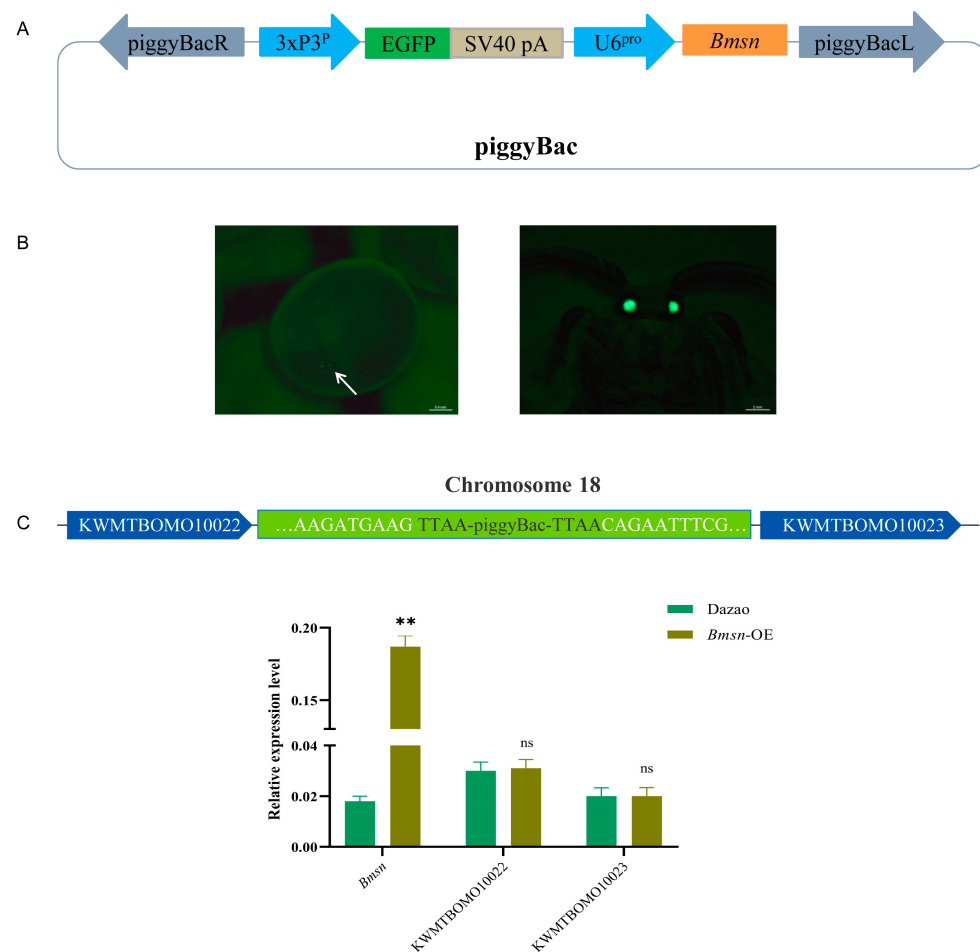 A
piggyBacR 3xP3ᴾ EGFP SV40 pA U6ᵖʳᵒ Bmsn piggyBacL
piggyBac
B
Chromosome 18
C
KWMTBOMO10022 …AAGATGAAG TTAA-piggyBac-TTAACAGAATTTCG… KWMTBOMO10023
Dazao
Bmsn-OE
Relative expression level
0.20
0.15
0.04
0.02
0.00
**
ns
ns
Bmsn
KWMTBOMO10022
KWMTBOMO10023